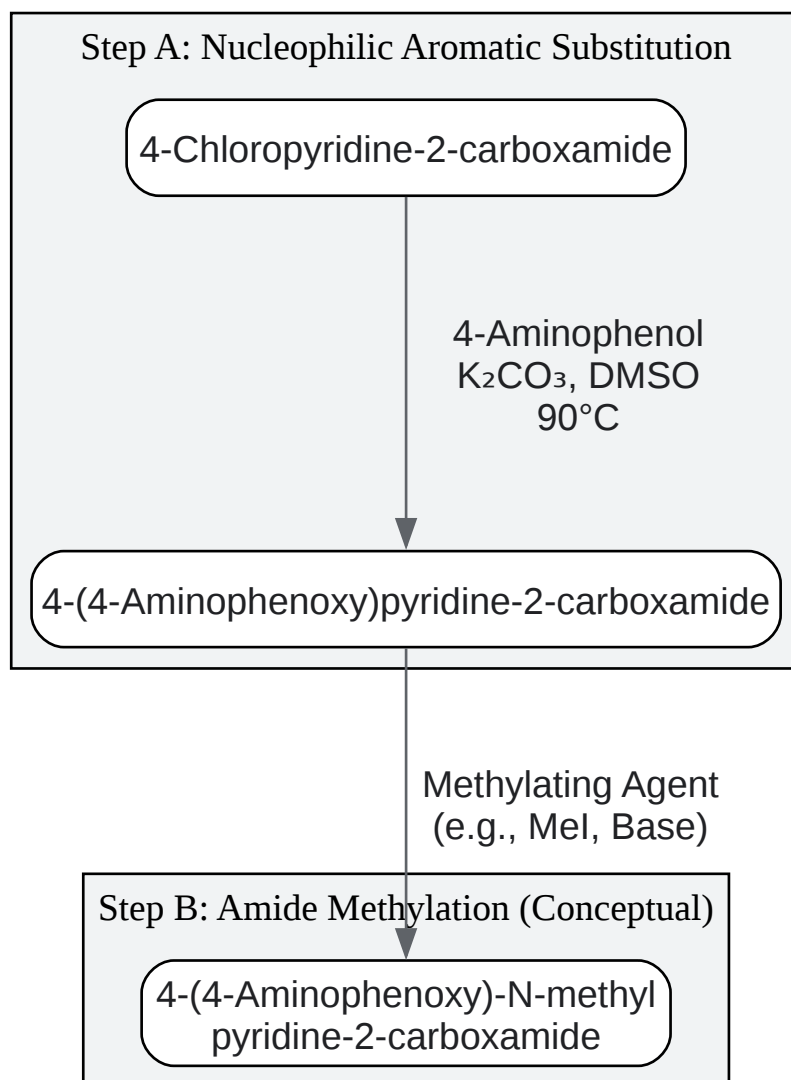 Step A: Nucleophilic Aromatic Substitution
4-Chloropyridine-2-carboxamide
4-Aminophenol
K₂CO₃, DMSO
90°C
4-(4-Aminophenoxy)pyridine-2-carboxamide
Methylating Agent
(e.g., MeI, Base)
Step B: Amide Methylation (Conceptual)
4-(4-Aminophenoxy)-N-methyl
pyridine-2-carboxamide